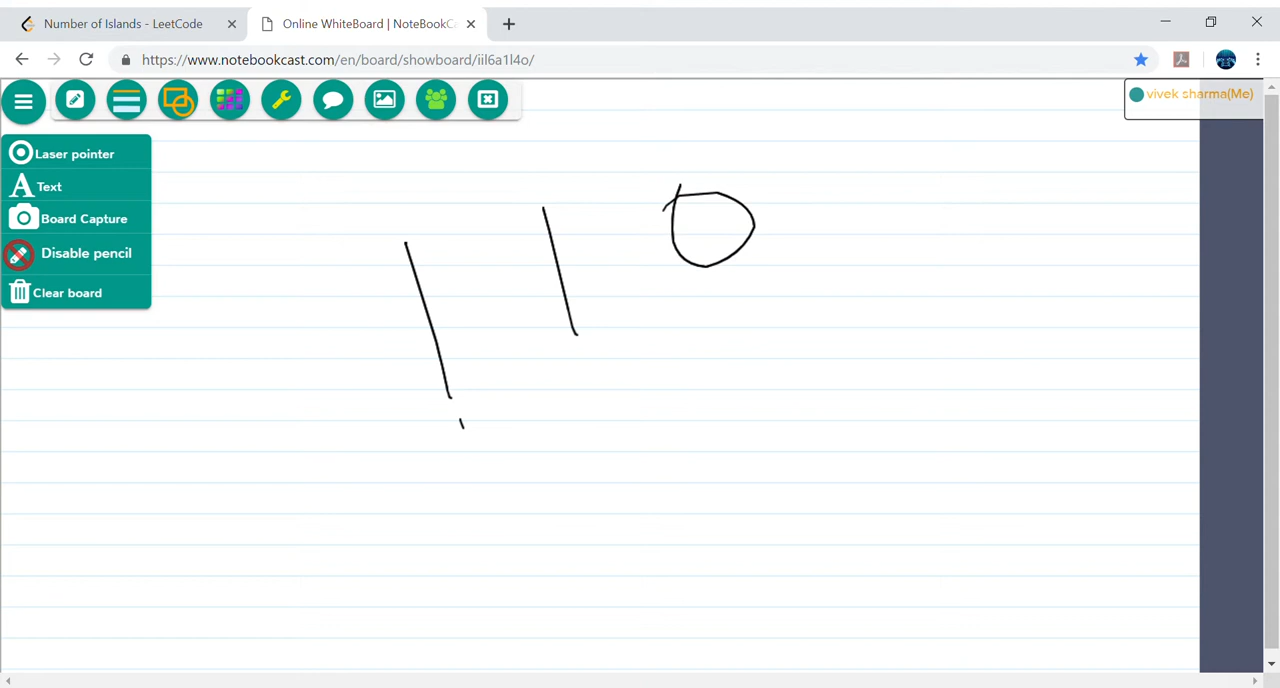 Number of Islands - LeetCode
Online WhiteBoard | NoteBookC
https://www.notebookcast.com/en/board/showboard/iil6a1l4o/
vivek sharma(Me)
Laser pointer
A Text
Board Capture
Disable pencil
Clear board
1 1 0